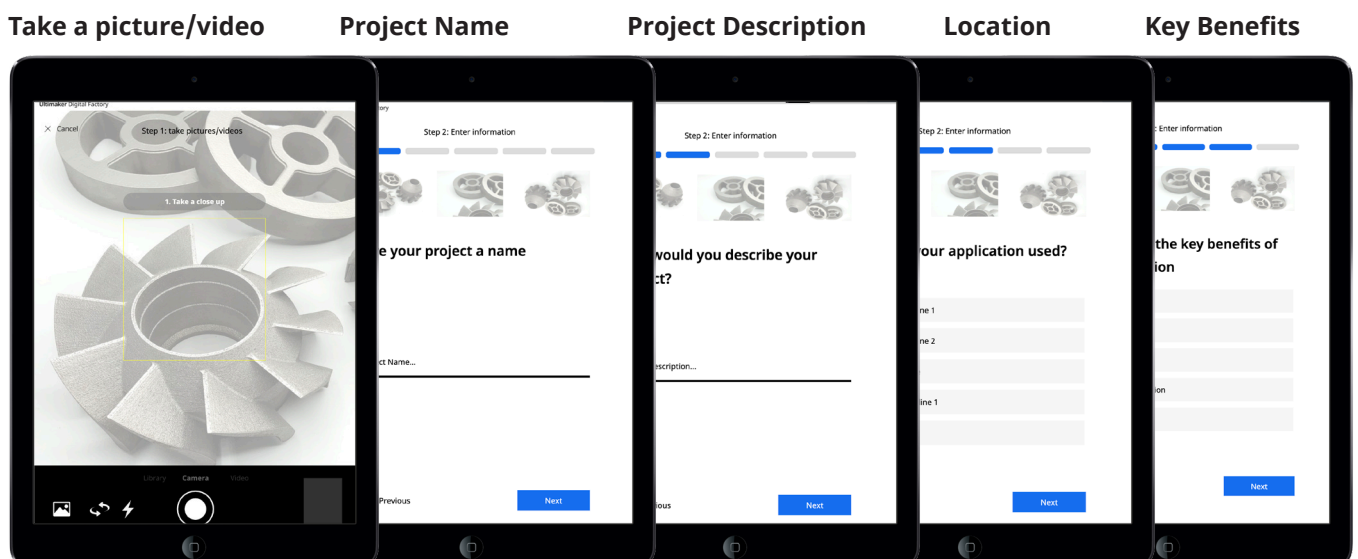 Take a picture/video
Project Name
Project Description
Location
Key Benefits
Ultimaker Digital Factory
Cancel
Step 1: take pictures/videos
1. Take a close up
Library Camera Video
ory
Step 2: Enter information
e your project a name
ct Name...
Previous
Next
Step 2: Enter information
would you describe your
ct?
escription...
ious
Next
Step 2: Enter information
our application used?
ne 1
ne 2
line 1
Next
: Enter information
the key benefits of
ion
ion
Next